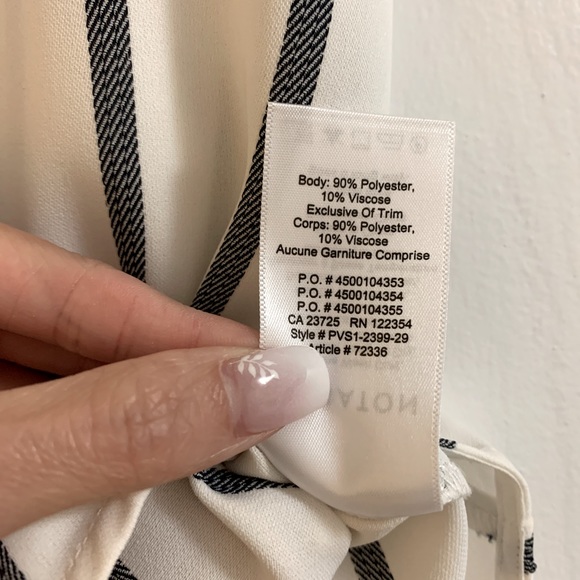 Body: 90% Polyester,
10% Viscose
Exclusive Of Trim
Corps: 90% Polyester,
10% Viscose
Aucune Garniture Comprise
P.O. # 4500104353
P.O. # 4500104354
P.O. # 4500104355
CA 23725 RN 122354
Style # PVS1-2399-29
Article # 72336